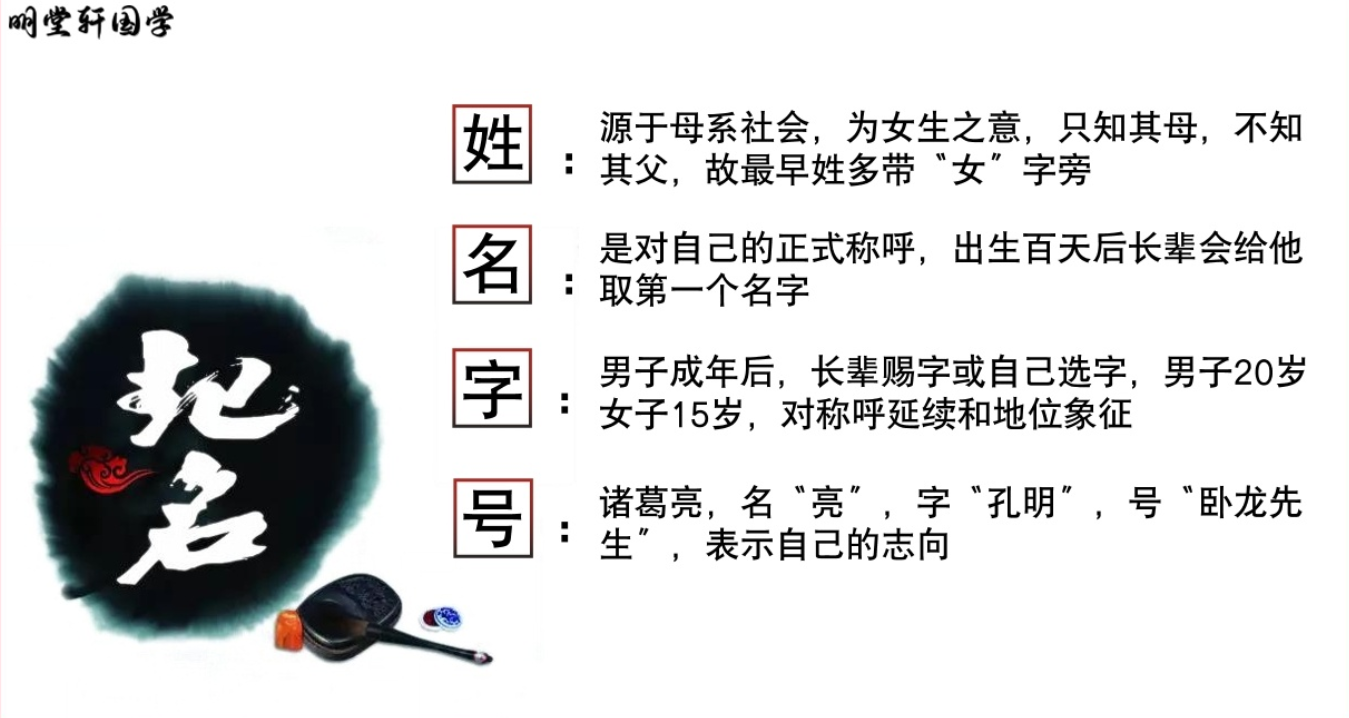 明堂轩国学
姓：源于母系社会，为女生之意，只知其母，不知
其父，故最早姓多带〝女〞字旁
名：是对自己的正式称呼，出生百天后长辈会给他
取第一个名字
字：男子成年后，长辈赐字或自己选字，男子20岁
女子15岁，对称呼延续和地位象征
号：诸葛亮，名〝亮〞，字〝孔明〞，号〝卧龙先
生〞，表示自己的志向
起
名